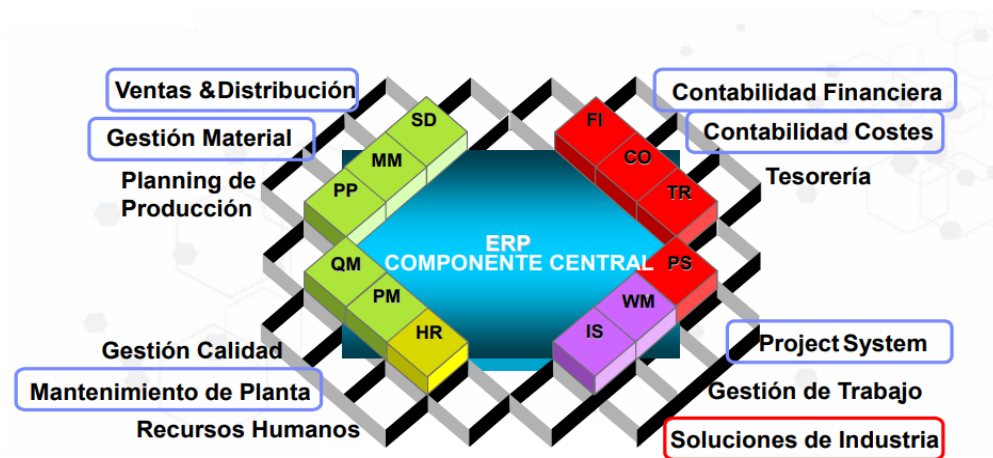 Ventas & Distribución
Gestión Material
Planning de
Producción
SD
MM
PP
FI
CO
TR
Contabilidad Financiera
Contabilidad Costes
Tesorería
ERP
COMPONENTE CENTRAL
QM
PM
HR
PS
WM
IS
Gestión Calidad
Mantenimiento de Planta
Recursos Humanos
Project System
Gestión de Trabajo
Soluciones de Industria